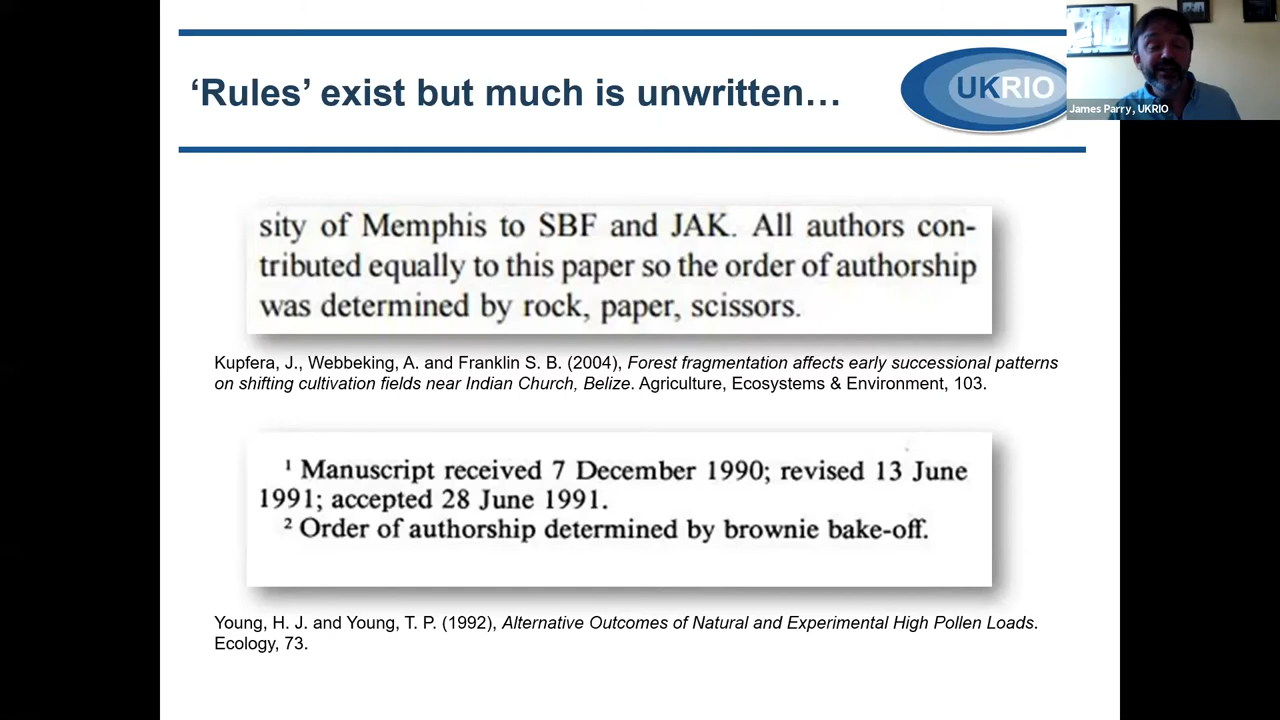 ‘Rules’ exist but much is unwritten…
UKRIO
James Parry, UKRIO
sity of Memphis to SBF and JAK. All authors con-
tributed equally to this paper so the order of authorship
was determined by rock, paper, scissors.
Kupfera, J., Webbeking, A. and Franklin S. B. (2004), Forest fragmentation affects early successional patterns
on shifting cultivation fields near Indian Church, Belize. Agriculture, Ecosystems & Environment, 103.
¹ Manuscript received 7 December 1990; revised 13 June
1991; accepted 28 June 1991.
² Order of authorship determined by brownie bake-off.
Young, H. J. and Young, T. P. (1992), Alternative Outcomes of Natural and Experimental High Pollen Loads.
Ecology, 73.